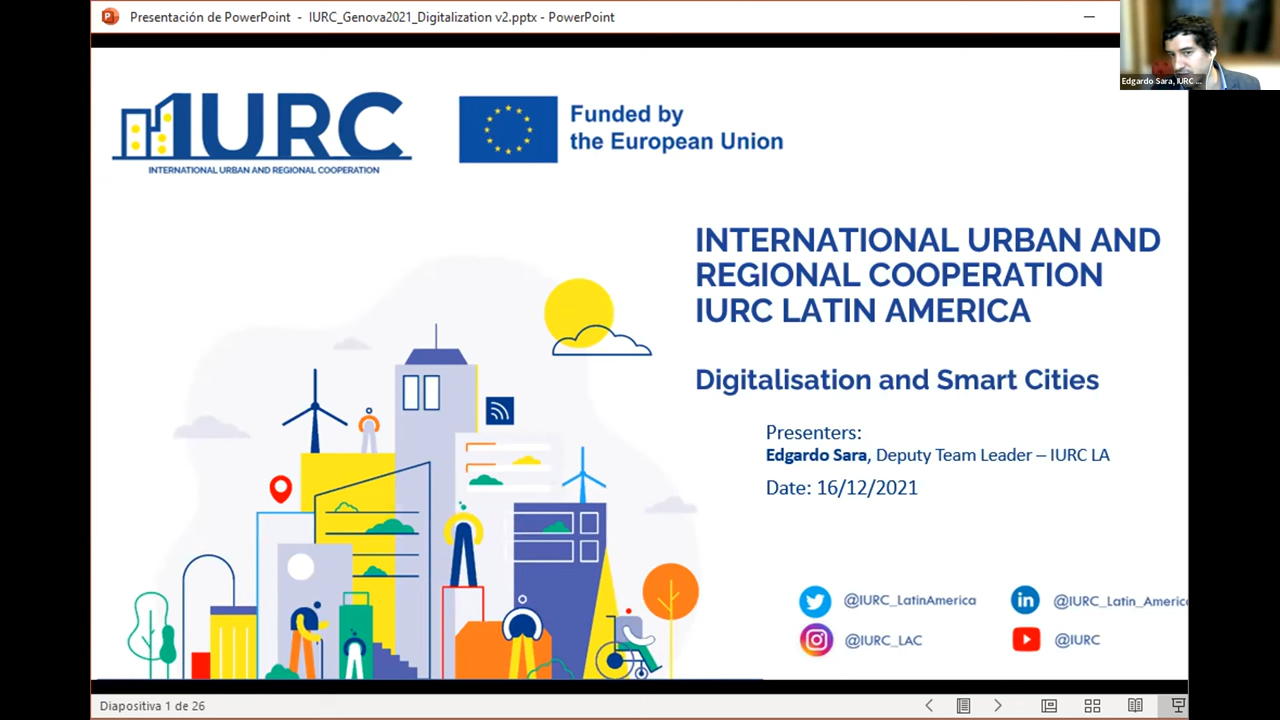 Presentación de PowerPoint - IURC_Genova2021_Digitalization v2.pptx - PowerPoint
Edgardo Sara, IURC ...
IURC
INTERNATIONAL URBAN AND REGIONAL COOPERATION
Funded by
the European Union
INTERNATIONAL URBAN AND
REGIONAL COOPERATION
IURC LATIN AMERICA
Digitalisation and Smart Cities
Presenters:
Edgardo Sara, Deputy Team Leader – IURC LA
Date: 16/12/2021
@IURC_LatinAmerica
@IURC_Latin_Americ
@IURC_LAC
@IURC
Diapositiva 1 de 26